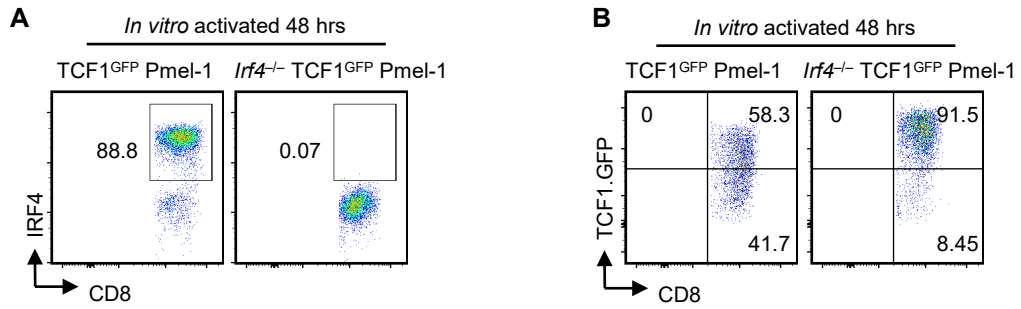 A
In vitro activated 48 hrs
TCF1GFP Pmel-1
Irf4–/– TCF1GFP Pmel-1
88.8
0.07
IRF4
CD8
B
In vitro activated 48 hrs
TCF1GFP Pmel-1
Irf4–/– TCF1GFP Pmel-1
0
58.3
0
91.5
TCF1.GFP
41.7
8.45
CD8